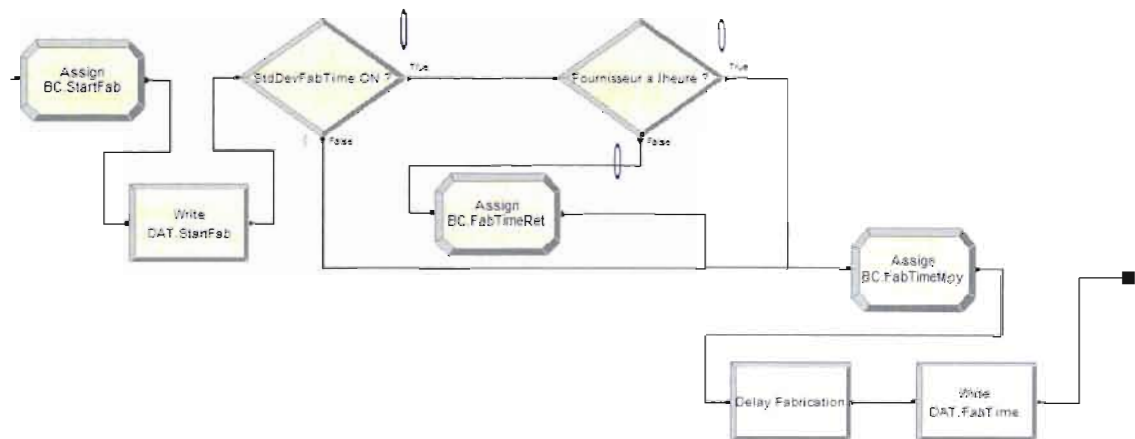 Assign
BC.StartFab
Write
DAT.StartFab
StdDevFabTime ON ?
True
False
Fournisseur a lheure ?
True
False
Assign
BC.FabTimeRet
Assign
BC.FabTimeMoy
Delay Fabrication
Write
DAT.FabTime